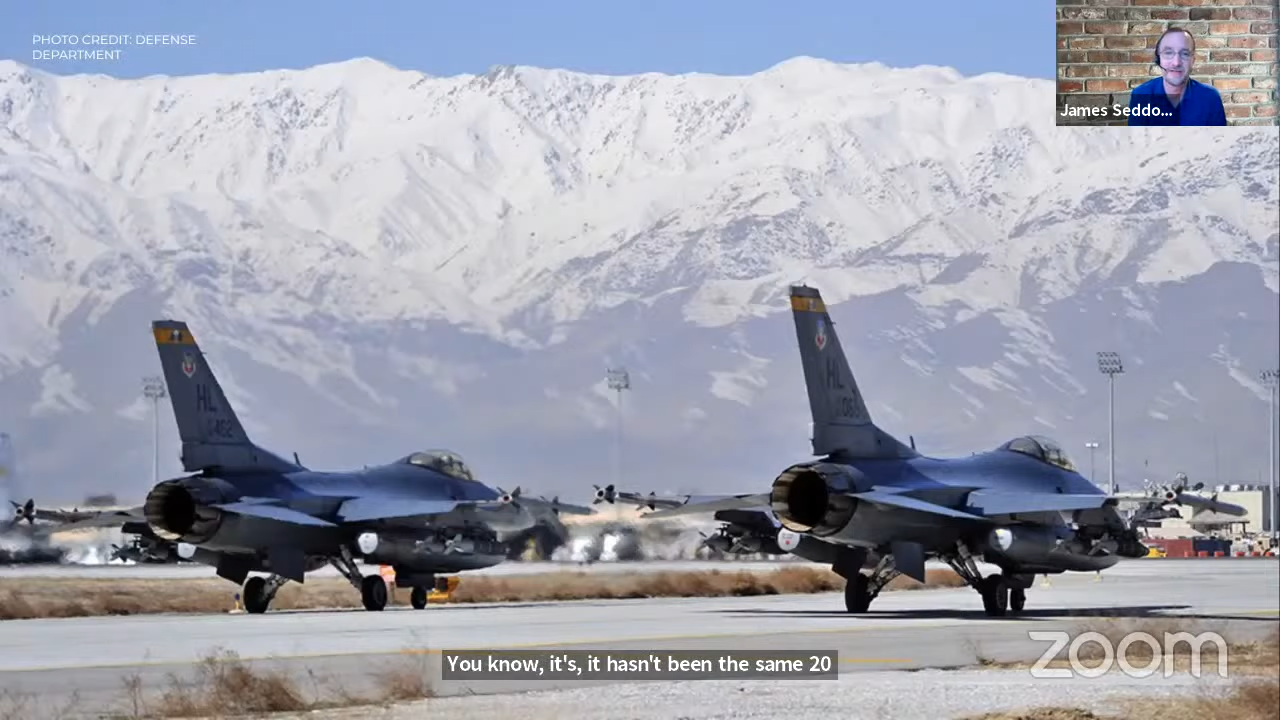 PHOTO CREDIT: DEFENSE
DEPARTMENT
James Seddo...
HL
HL
You know, it's, it hasn't been the same 20
zoom